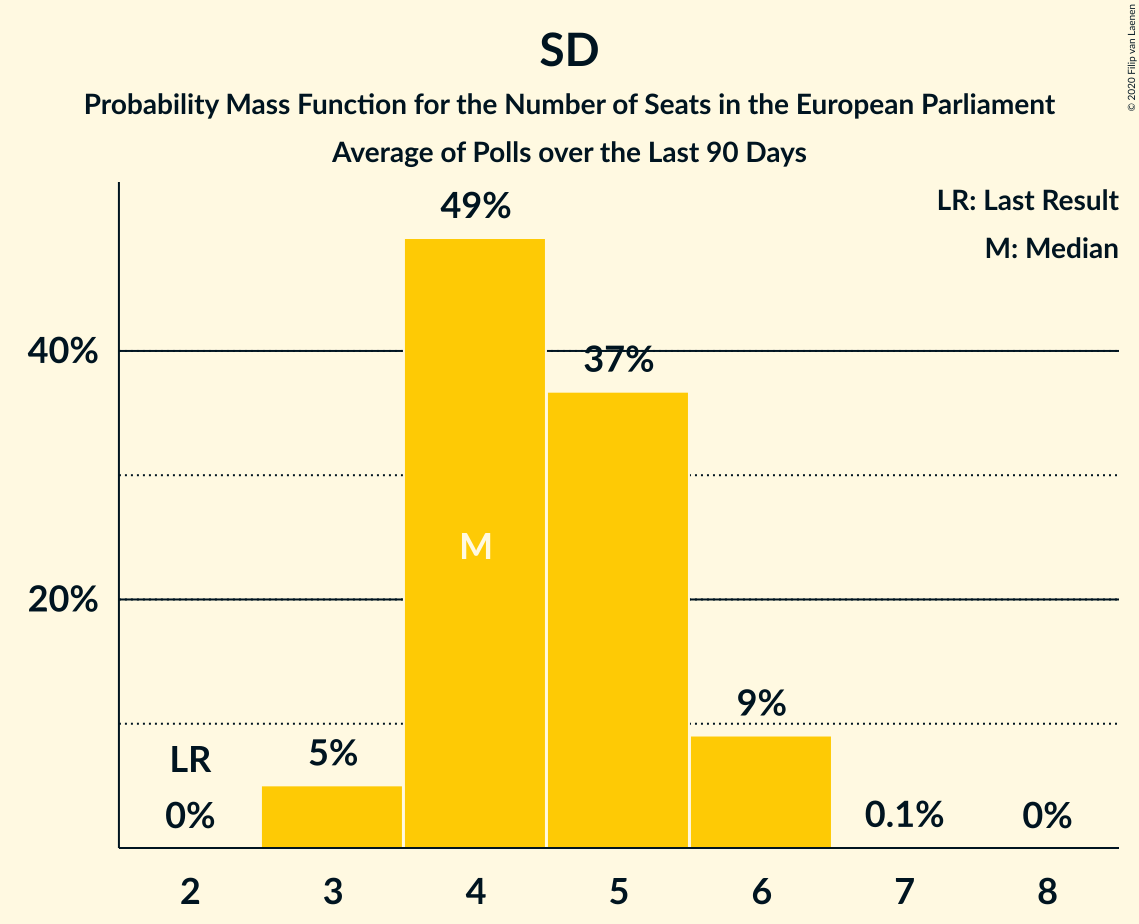 SD
Probability Mass Function for the Number of Seats in the European Parliament
Average of Polls over the Last 90 Days
© 2020 Filip van Laenen
LR: Last Result
M: Median
49%
40%
37%
M
20%
9%
LR
5%
0%
0.1%
0%
2 3 4 5 6 7 8